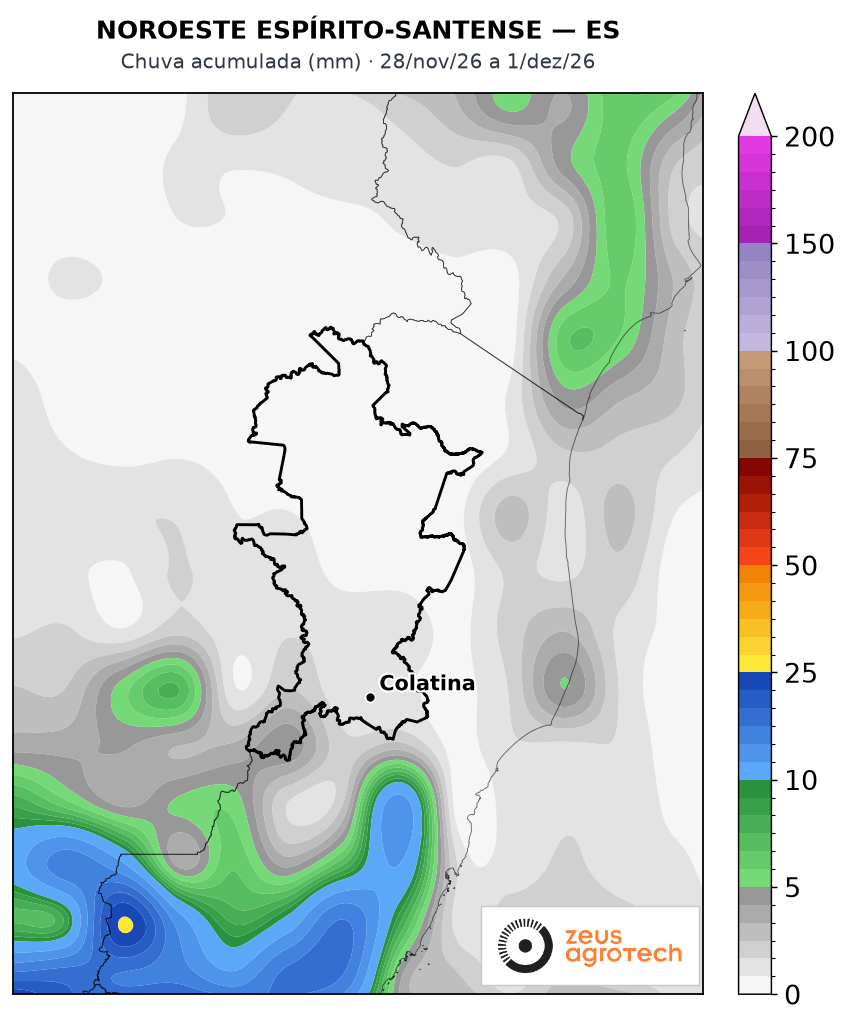 NOROESTE ESPÍRITO-SANTENSE — ES
Chuva acumulada (mm) · 28/nov/26 a 1/dez/26
200
150
100
75
50
25
10
5
0
Colatina
zeus
agrotech